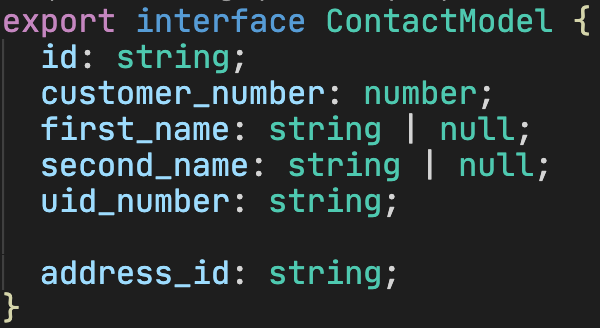 export interface ContactModel {
  id: string;
  customer_number: number;
  first_name: string | null;
  second_name: string | null;
  uid_number: string;

  address_id: string;
}